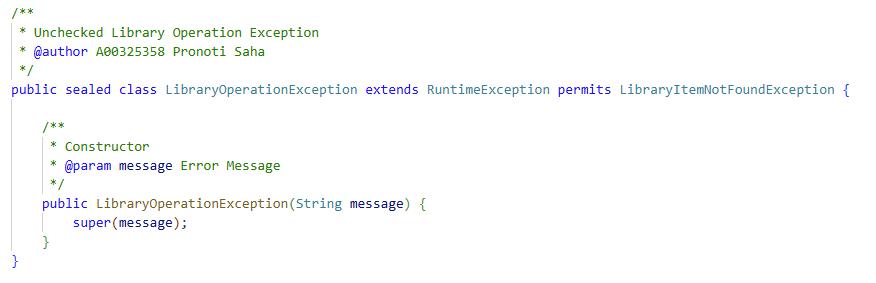 /**
 * Unchecked Library Operation Exception
 * @author A00325358 Pronoti Saha
 */
public sealed class LibraryOperationException extends RuntimeException permits LibraryItemNotFoundException {
    /**
     * Constructor
     * @param message Error Message
     */
    public LibraryOperationException(String message) {
        super(message);
    }
}